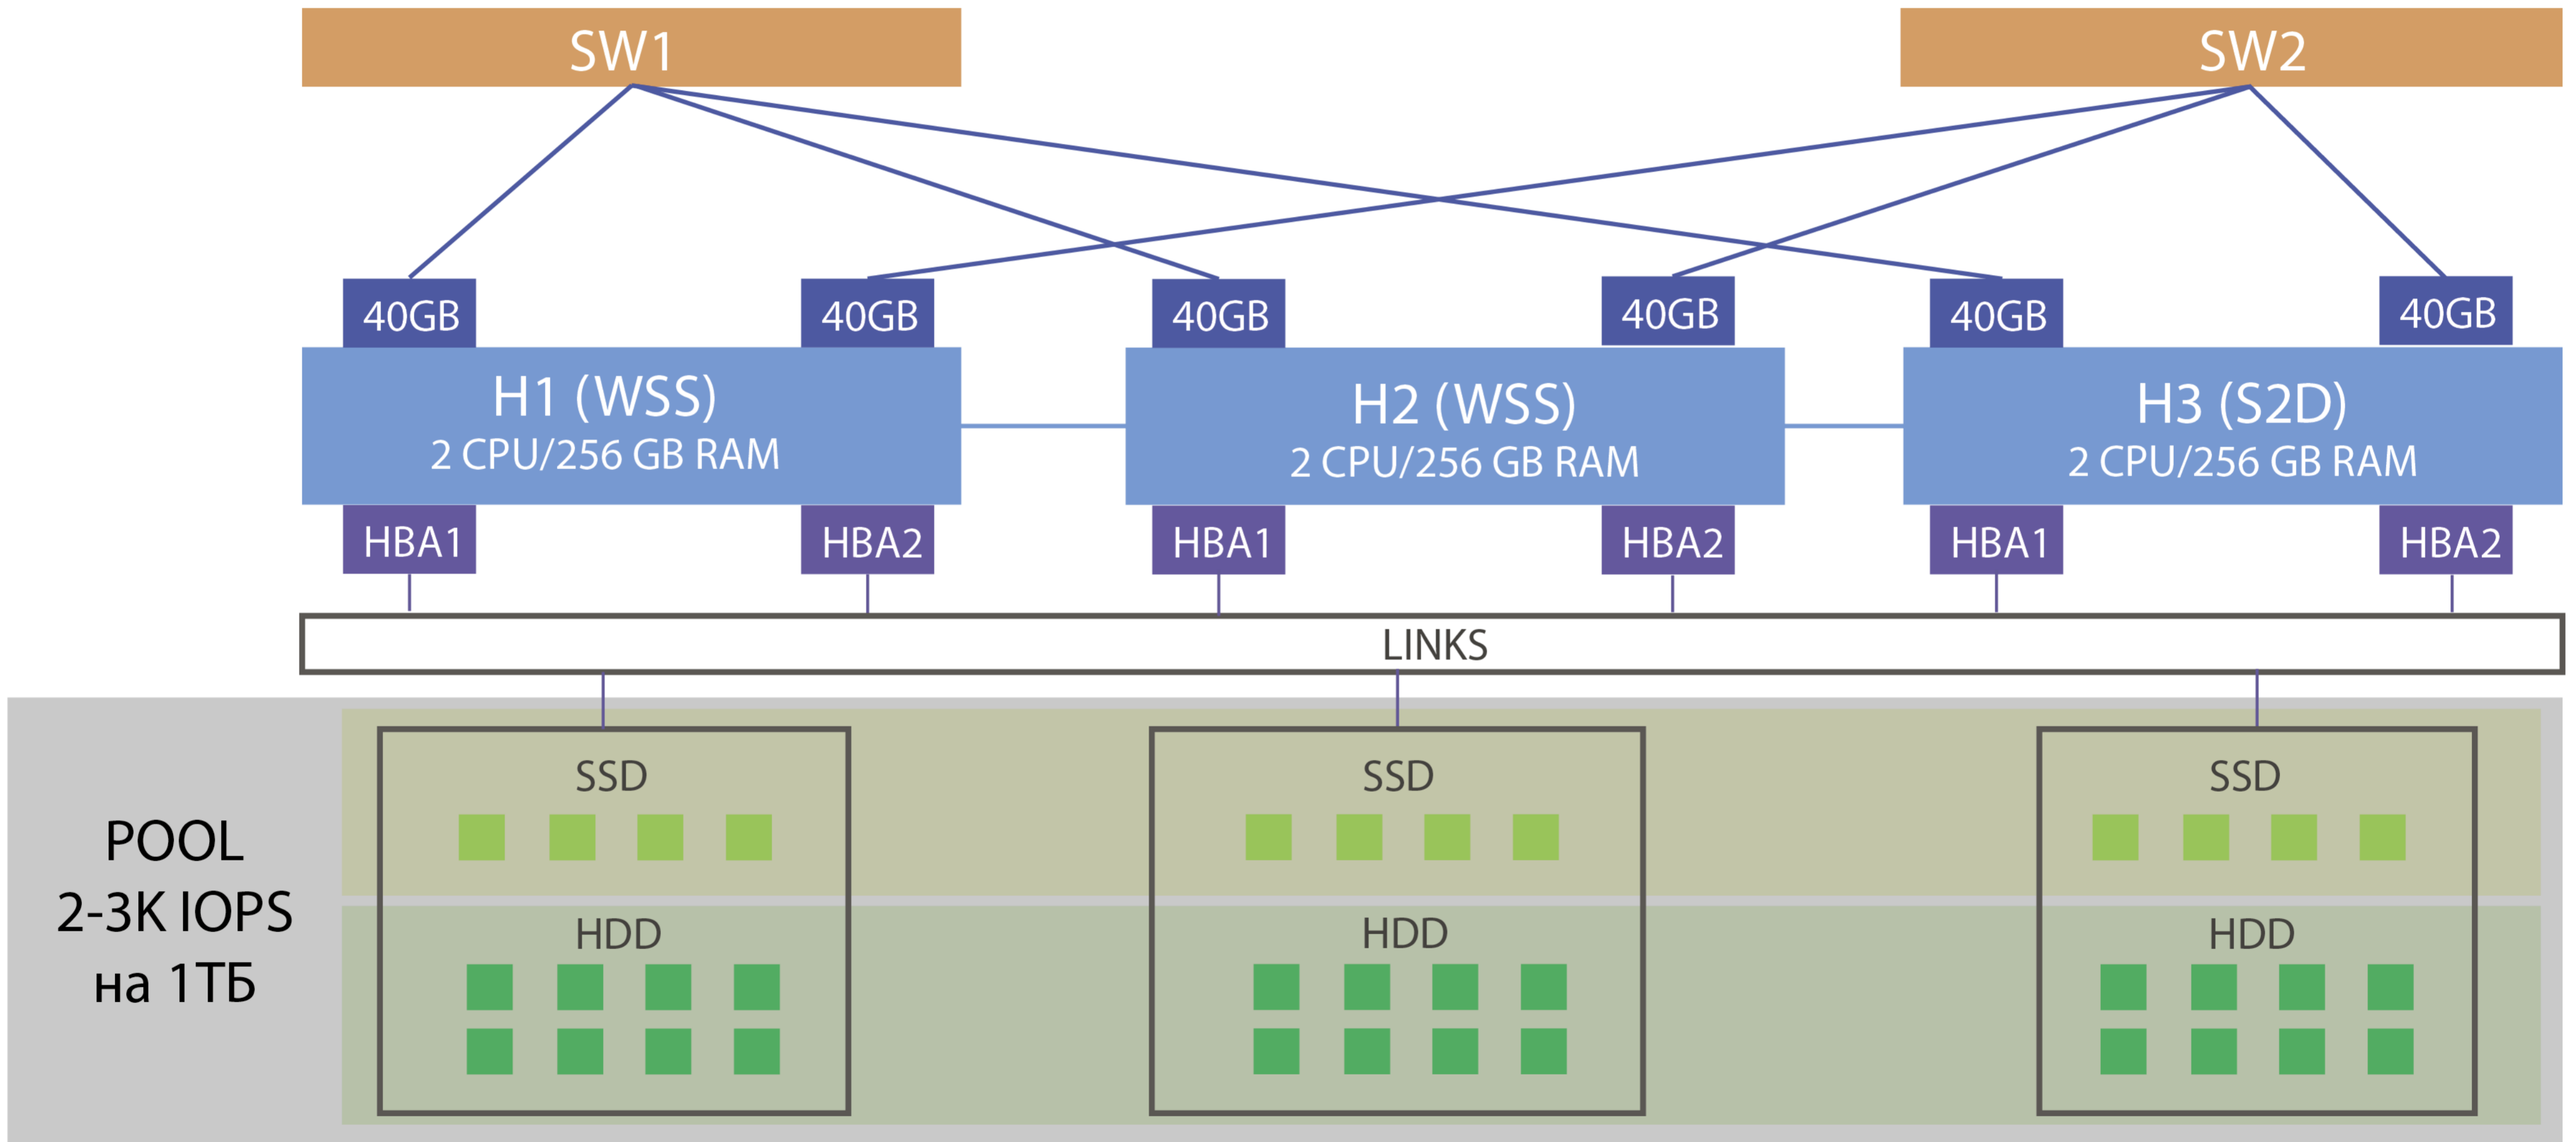 SW1
SW2
40GB
40GB
40GB
40GB
40GB
40GB
H1 (WSS)
2 CPU/256 GB RAM
H2 (WSS)
2 CPU/256 GB RAM
H3 (S2D)
2 CPU/256 GB RAM
HBA1
HBA2
HBA1
HBA2
HBA1
HBA2
LINKS
POOL
2-3K IOPS
на 1ТБ
SSD
SSD
SSD
HDD
HDD
HDD